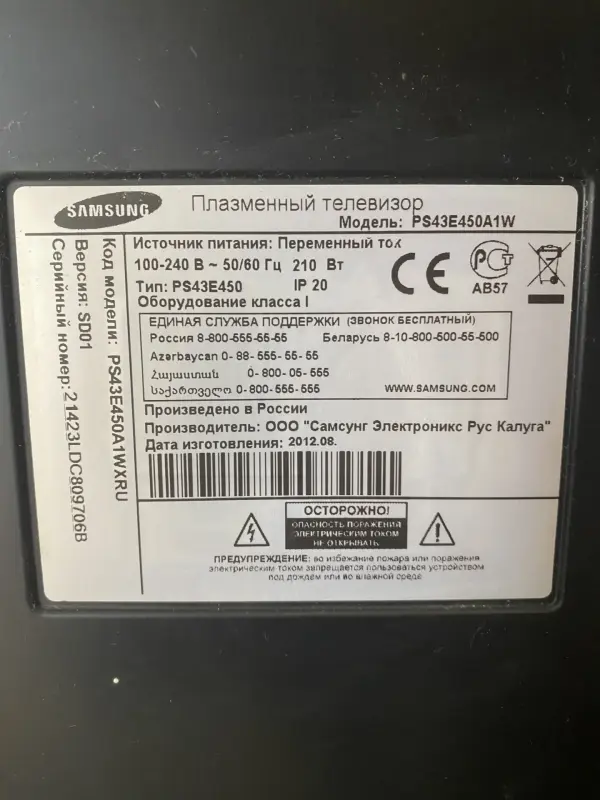 SAMSUNG
Плазменный телевизор
Модель: PS43E450A1W
Код модели: PS43E450A1WXRU
Версия: SD01
Серийный номер: 21423LDC809706B
Источник питания: Переменный ток
100-240 В ~ 50/60 Гц 210 Вт
Тип: PS43E450 IP 20
Оборудование класса I
CE
РСТ
АВ57
ЕДИНАЯ СЛУЖБА ПОДДЕРЖКИ (ЗВОНОК БЕСПЛАТНЫЙ)
Россия 8-800-555-55-55 Беларусь 8-10-800-500-55-500
Azərbaycan 0- 88- 555- 55- 55
Հայաստան 0- 800- 05- 555
საქართველო 0-800-555-555
WWW.SAMSUNG.COM
Произведено в России
Производитель: ООО "Самсунг Электроникс Рус Калуга"
Дата изготовления: 2012.08.
ОСТОРОЖНО!
ОПАСНОСТЬ ПОРАЖЕНИЯ
ЭЛЕКТРИЧЕСКИМ ТОКОМ
НЕ ОТКРЫВАТЬ
ПРЕДУПРЕЖДЕНИЕ: во избежание пожара или поражения
электрическим током запрещается пользоваться устройством
под дождем или во влажной среде